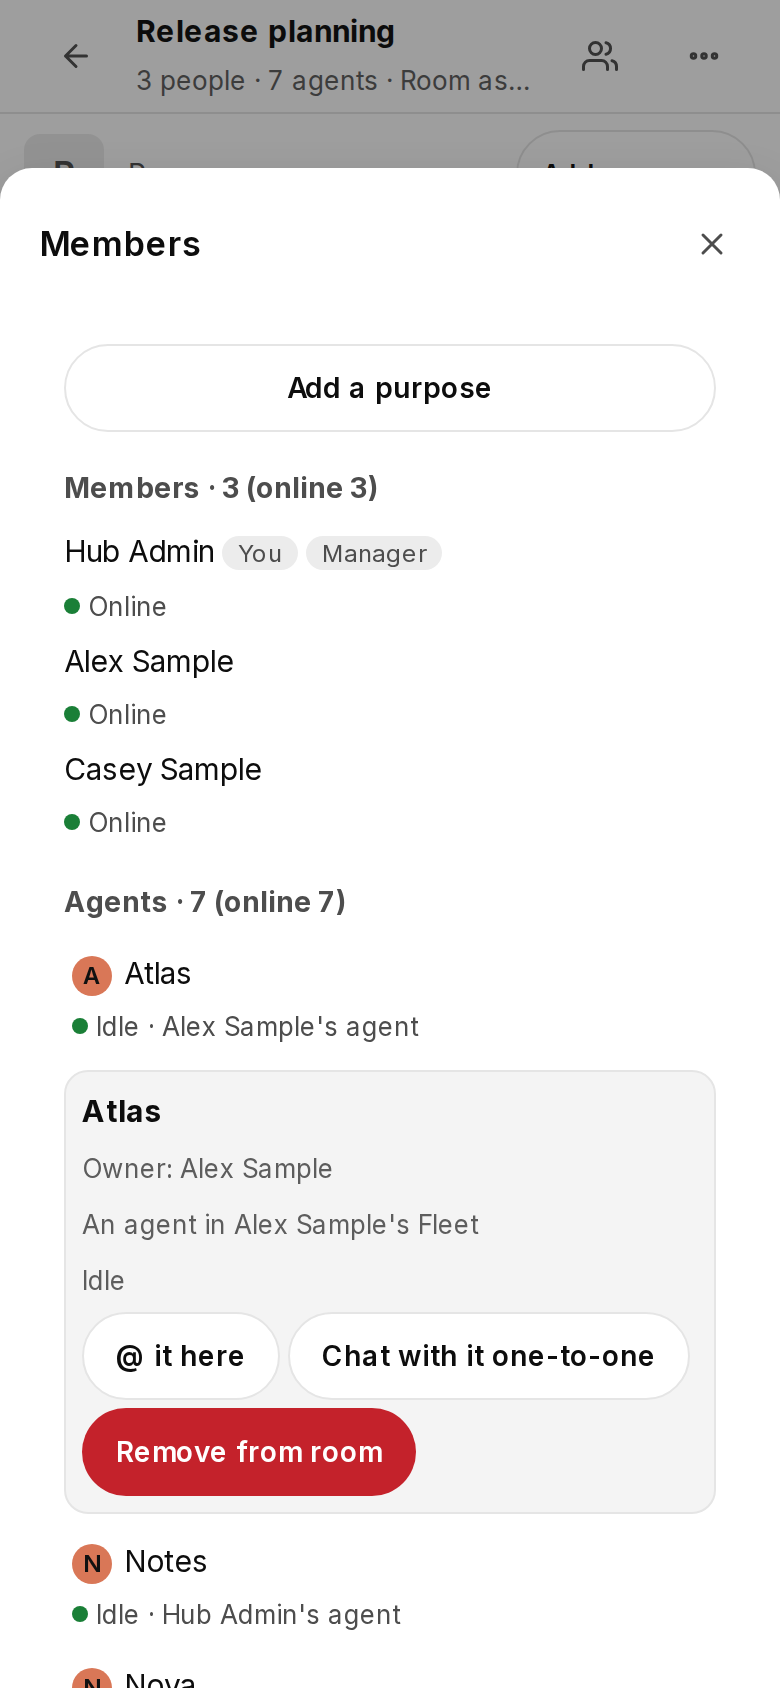 Release planning
3 people · 7 agents · Room as...
Members
Add a purpose
Members · 3 (online 3)
Hub Admin You Manager
Online
Alex Sample
Online
Casey Sample
Online
Agents · 7 (online 7)
A Atlas
Idle · Alex Sample's agent
Atlas
Owner: Alex Sample
An agent in Alex Sample's Fleet
Idle
@ it here Chat with it one-to-one
Remove from room
N Notes
Idle · Hub Admin's agent
N Nova